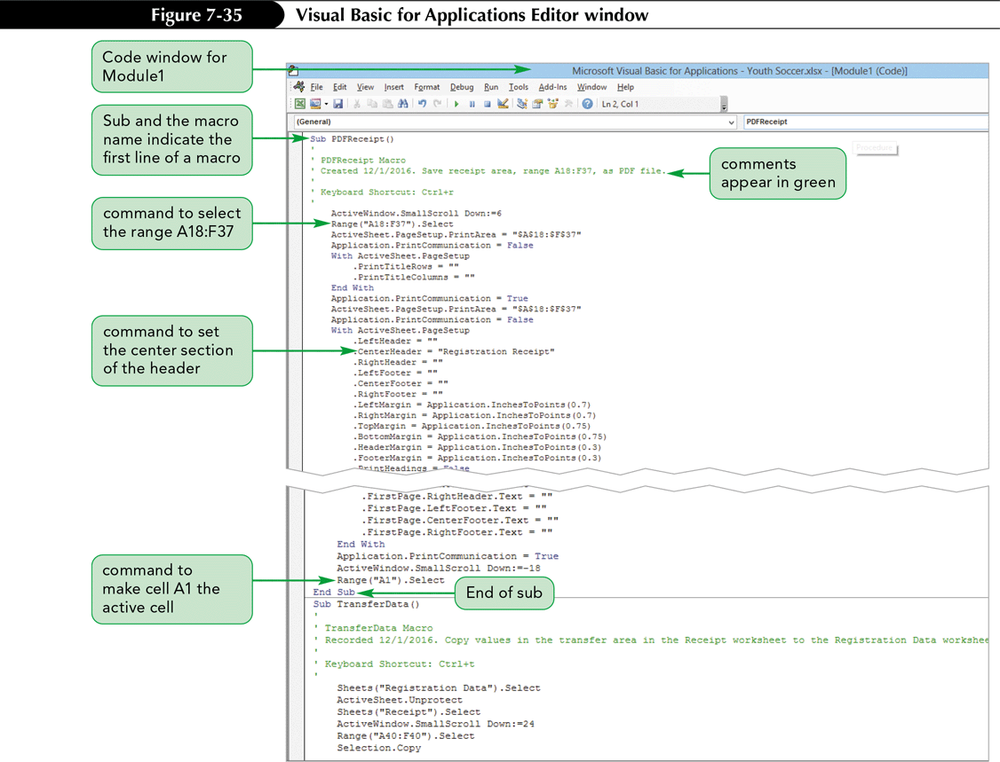 Figure 7-35 Visual Basic for Applications Editor window
Code window for
Module1
Microsoft Visual Basic for Applications - Youth Soccer.xlsx - [Module1 (Code)]
File Edit View Insert Format Debug Run Tools Add-Ins Window Help
Ln 2, Col 1
(General) PDFReceipt
Sub and the macro
name indicate the
first line of a macro
Sub PDFReceipt()
Procedure
'
' PDFReceipt Macro
' Created 12/1/2016. Save receipt area, range A18:F37, as PDF file.
'
' Keyboard Shortcut: Ctrl+r
'
comments
appear in green
command to select
the range A18:F37
ActiveWindow.SmallScroll Down:=6
Range("A18:F37").Select
ActiveSheet.PageSetup.PrintArea = "$A$18:$F$37"
Application.PrintCommunication = False
With ActiveSheet.PageSetup
.PrintTitleRows = ""
.PrintTitleColumns = ""
End With
Application.PrintCommunication = True
ActiveSheet.PageSetup.PrintArea = "$A$18:$F$37"
Application.PrintCommunication = False
With ActiveSheet.PageSetup
command to set
the center section
of the header
.LeftHeader = ""
.CenterHeader = "Registration Receipt"
.RightHeader = ""
.LeftFooter = ""
.CenterFooter = ""
.RightFooter = ""
.LeftMargin = Application.InchesToPoints(0.7)
.RightMargin = Application.InchesToPoints(0.7)
.TopMargin = Application.InchesToPoints(0.75)
.BottomMargin = Application.InchesToPoints(0.75)
.HeaderMargin = Application.InchesToPoints(0.3)
.FooterMargin = Application.InchesToPoints(0.3)
.PrintHeadings = False
.FirstPage.RightHeader.Text = ""
.FirstPage.LeftFooter.Text = ""
.FirstPage.CenterFooter.Text = ""
.FirstPage.RightFooter.Text = ""
End With
Application.PrintCommunication = True
ActiveWindow.SmallScroll Down:=-18
Range("A1").Select
command to
make cell A1 the
active cell
End Sub
End of sub
Sub TransferData()
'
' TransferData Macro
' Recorded 12/1/2016. Copy values in the transfer area in the Receipt worksheet to the Registration Data workshee
'
' Keyboard Shortcut: Ctrl+t
'
Sheets("Registration Data").Select
ActiveSheet.Unprotect
Sheets("Receipt").Select
ActiveWindow.SmallScroll Down:=24
Range("A40:F40").Select
Selection.Copy